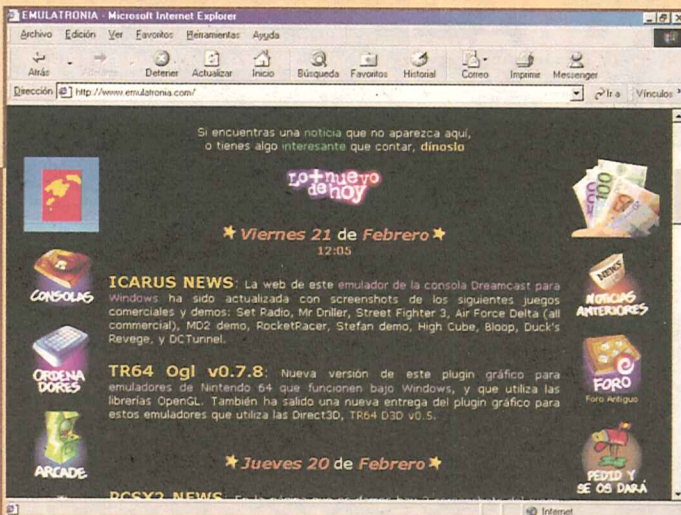 EMULATRONIA - Microsoft Internet Explorer
Archivo Edición Ver Favoritos Herramientas Ayuda
Atrás Detener Actualizar Inicio Búsqueda Favoritos Historial Correo Imprimir Messenger
Dirección http://www.emulatronia.com/ Ir a Vínculos »
Si encuentras una noticia que no aparezca aquí,
o tienes algo interesante que contar, dínoslo
Lo+nuevo
de hoy
Viernes 21 de Febrero
12:05
CONSOLAS
ORDENA
DORES
ARCADE
ICARUS NEWS: La web de este emulador de la consola Dreamcast para
Windows ha sido actualizada con screenshots de los siguientes juegos
comerciales y demos: Set Radio, Mr Driller, Street Fighter 3, Air Force Delta (all
commercial), MD2 demo, RocketRacer, Stefan demo, High Cube, Bloop, Duck's
Revege, y DCTunnel.
TR64 Ogl v0.7.8: Nueva versión de este plugin gráfico para
emuladores de Nintendo 64 que funcionen bajo Windows, y que utiliza las
librerías OpenGL. También ha salido una nueva entrega del plugin gráfico para
estos emuladores que utiliza las Direct3D, TR64 D3D v0.5.
Jueves 20 de Febrero
PCSX2 NEWS:
500
100
NEWS
NOTICIAS
ANTERIORES
FORO
Foro Antiguo
PEDID Y
SE OS DARÁ
Internet